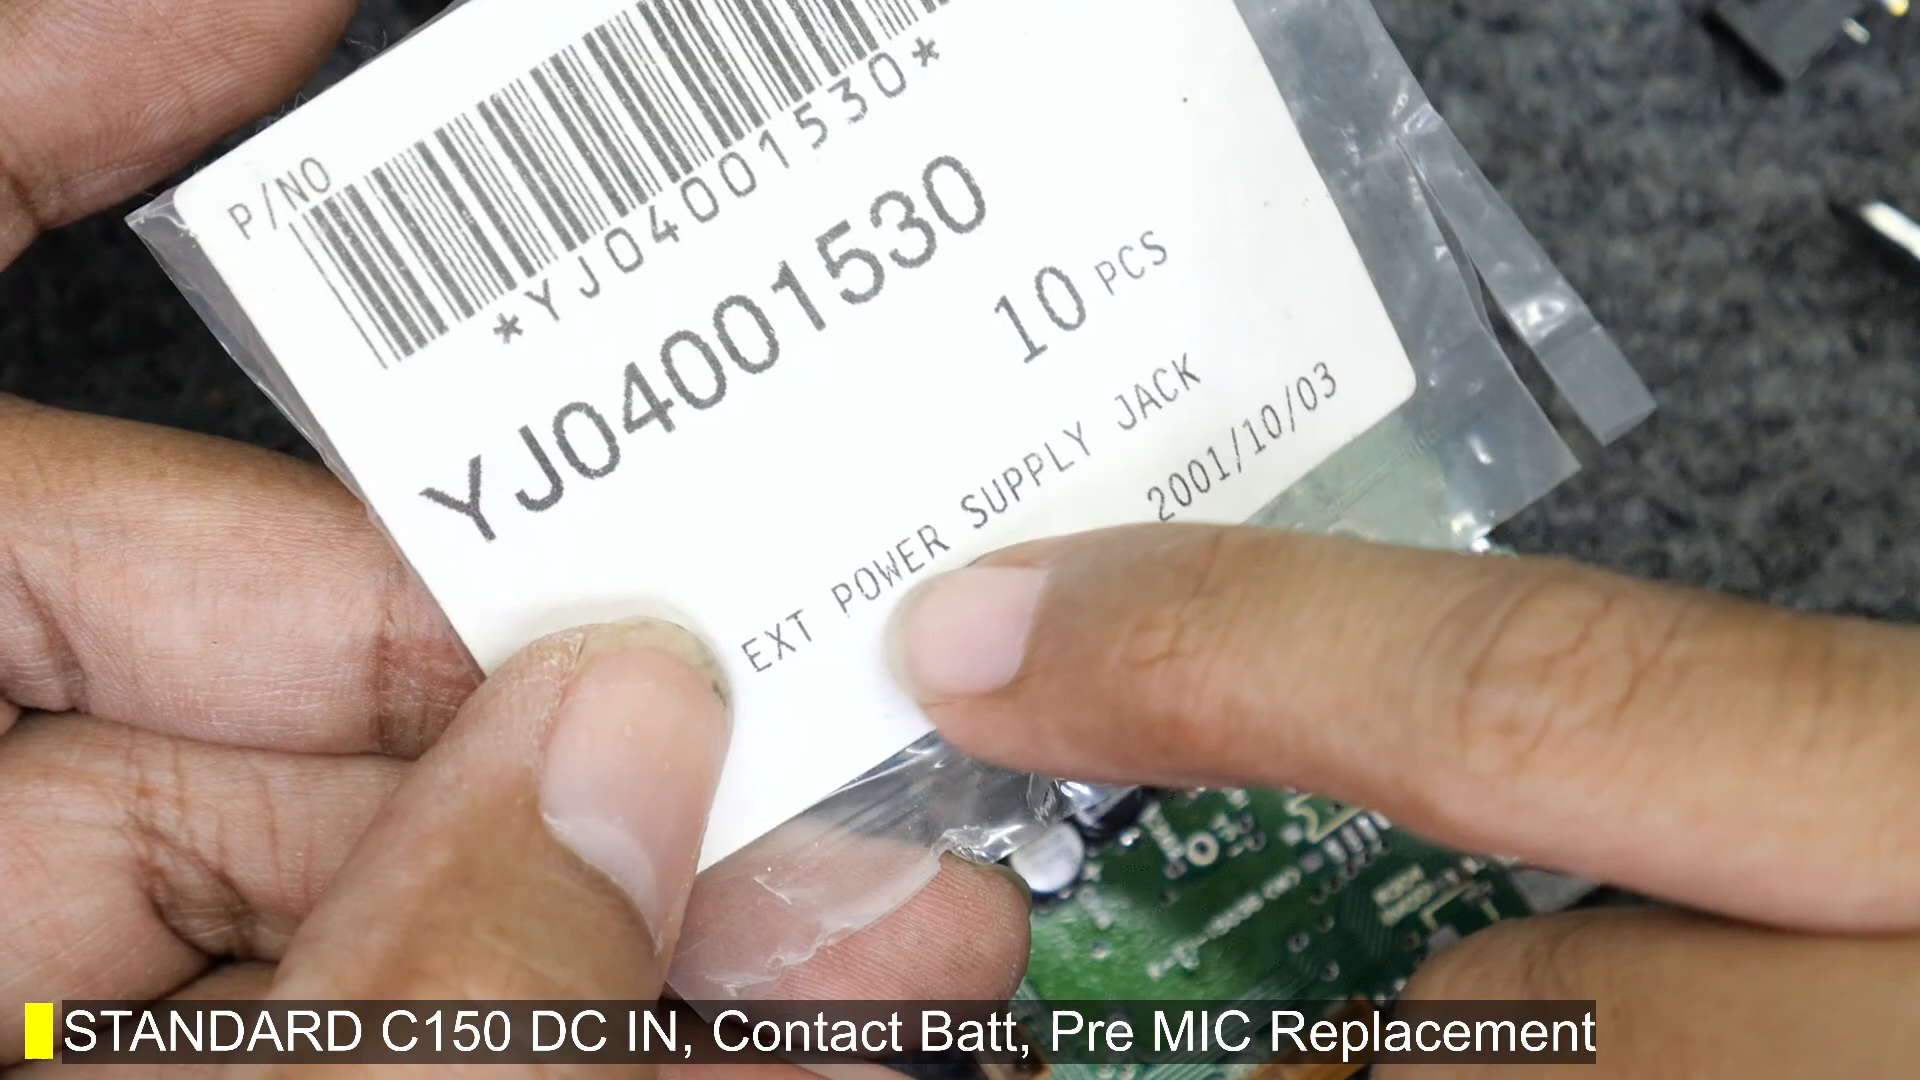 P/NO
*YJ04001530*
YJ04001530
10 PCS
EXT POWER SUPPLY JACK
2001/10/03
STANDARD C150 DC IN, Contact Batt, Pre MIC Replacement